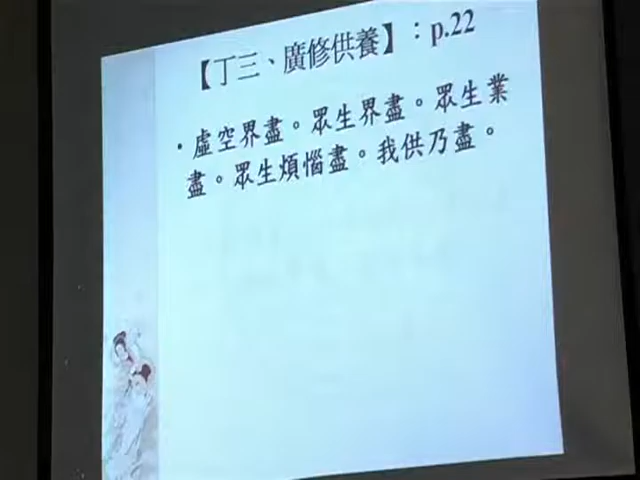 【丁三、廣修供養】：p.22
•虛空界盡。眾生界盡。眾生業
盡。眾生煩惱盡。我供乃盡。